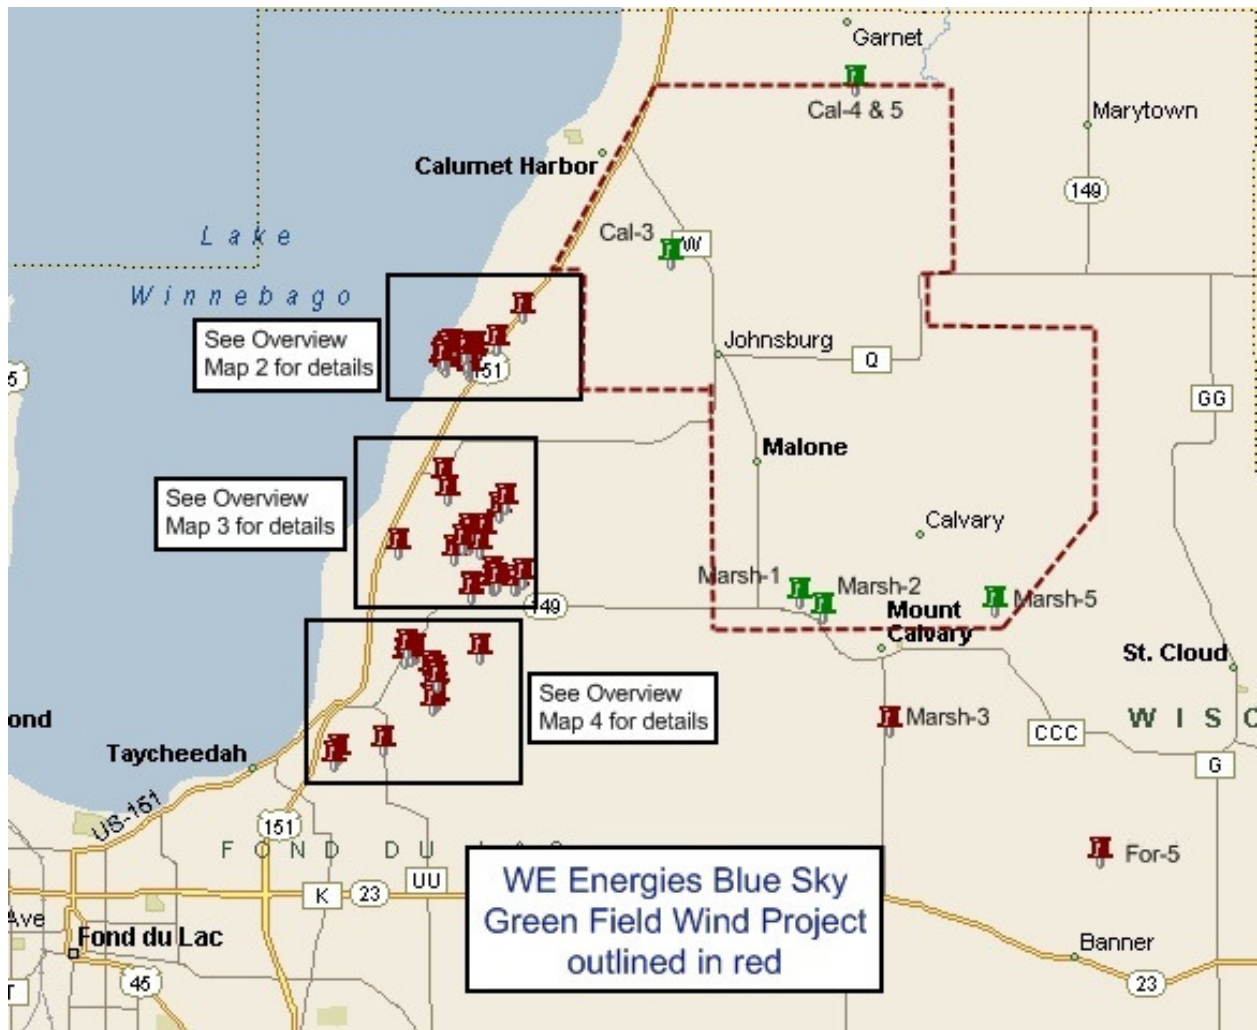 Garnet
Cal-4 & 5
Marytown
Calumet Harbor
149
Lake
Cal-3
W
Winnebago
See Overview
Map 2 for details
151
Johnsburg
Q
5
GG
Malone
See Overview
Map 3 for details
Calvary
Marsh-1
Marsh-2
Marsh-5
149
Mount
Calvary
St. Cloud
See Overview
Map 4 for details
ond
Marsh-3
WISC
CCC
Taycheedah
G
US-151
151
FOND DU LAC
For-5
UU
K
23
WE Energies Blue Sky
Green Field Wind Project
outlined in red
Ave
Fond du Lac
Banner
45
23
T